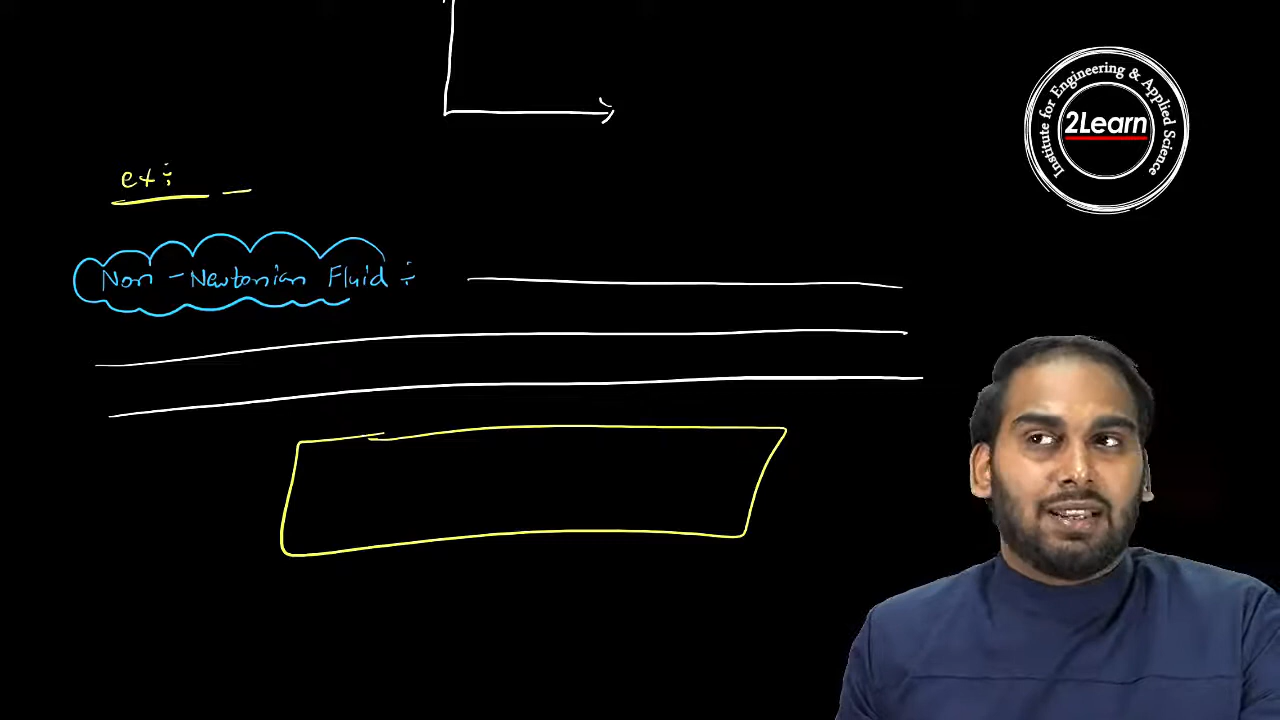 Institute for Engineering & Applied Science
2Learn
ex:
Non-Newtonian Fluid: